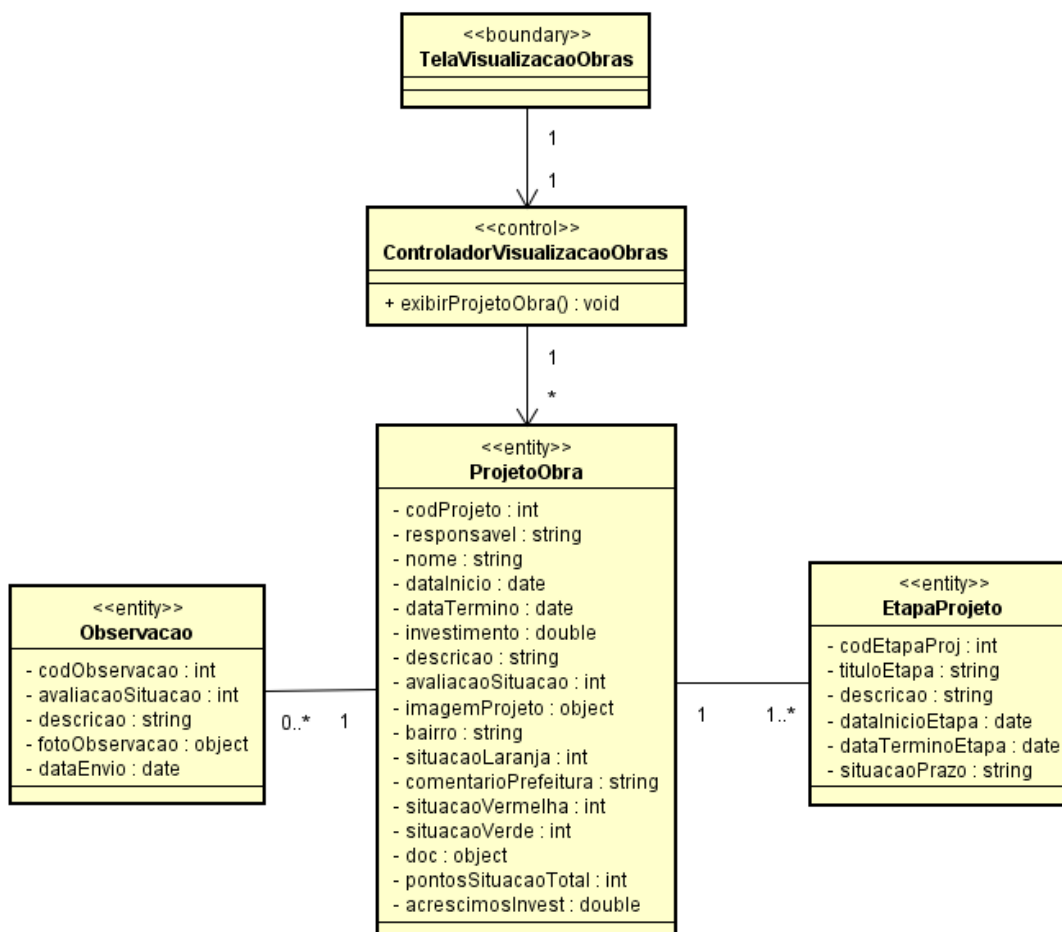 <<boundary>>
TelaVisualizacaoObras
1
1
<<control>>
ControladorVisualizacaoObras
+ exibirProjetoObra() : void
1
*
<<entity>>
ProjetoObra
- codProjeto : int
- responsavel : string
- nome : string
- dataInicio : date
- dataTermino : date
- investimento : double
- descricao : string
- avaliacaoSituacao : int
- imagemProjeto : object
- bairro : string
- situacaoLaranja : int
- comentarioPrefeitura : string
- situacaoVermelha : int
- situacaoVerde : int
- doc : object
- pontosSituacaoTotal : int
- acrescimosInvest : double
<<entity>>
Observacao
- codObservacao : int
- avaliacaoSituacao : int
- descricao : string
- fotoObservacao : object
- dataEnvio : date
0..*
1
1
1..*
<<entity>>
EtapaProjeto
- codEtapaProj : int
- tituloEtapa : string
- descricao : string
- dataInicioEtapa : date
- dataTerminoEtapa : date
- situacaoPrazo : string